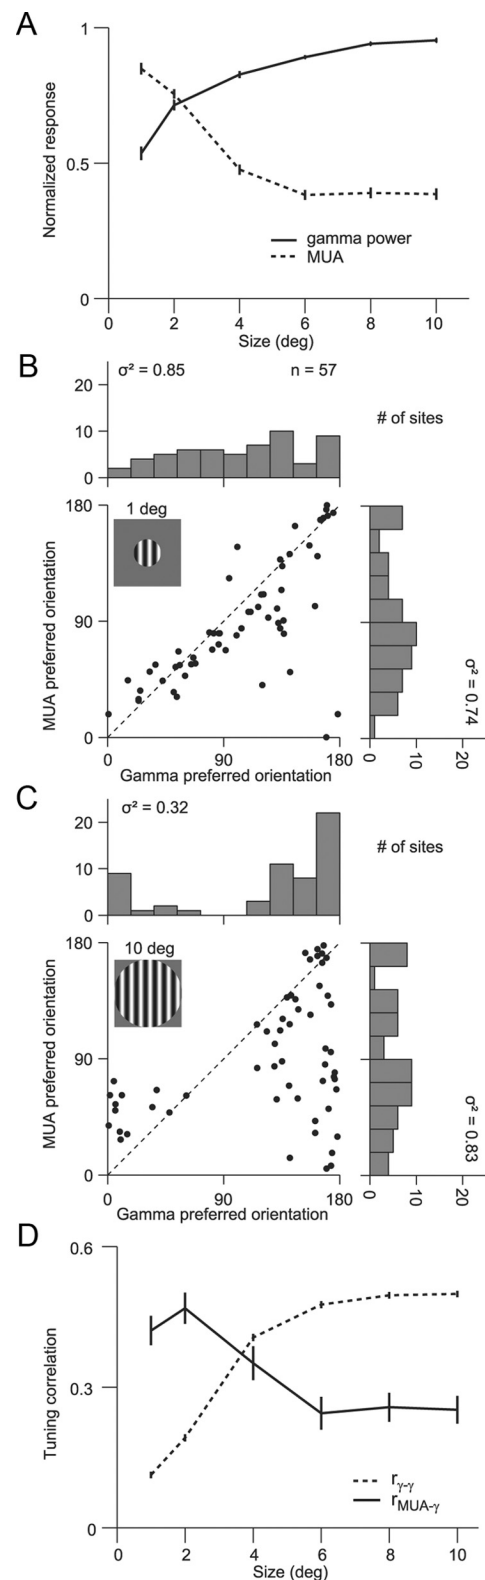 A
1
0.5
0
Normalized response
gamma power
MUA
0 2 4 6 8 10
Size (deg)
B
σ² = 0.85 n = 57
20
10
0
# of sites
180
90
0
MUA preferred orientation
1 deg
0 90 180
Gamma preferred orientation
σ² = 0.74
0 10 20
C
σ² = 0.32
20
10
0
# of sites
180
90
0
MUA preferred orientation
10 deg
0 90 180
Gamma preferred orientation
σ² = 0.83
0 10 20
D
0.6
0.3
0
Tuning correlation
rγ-γ
rMUA-γ
0 2 4 6 8 10
Size (deg)